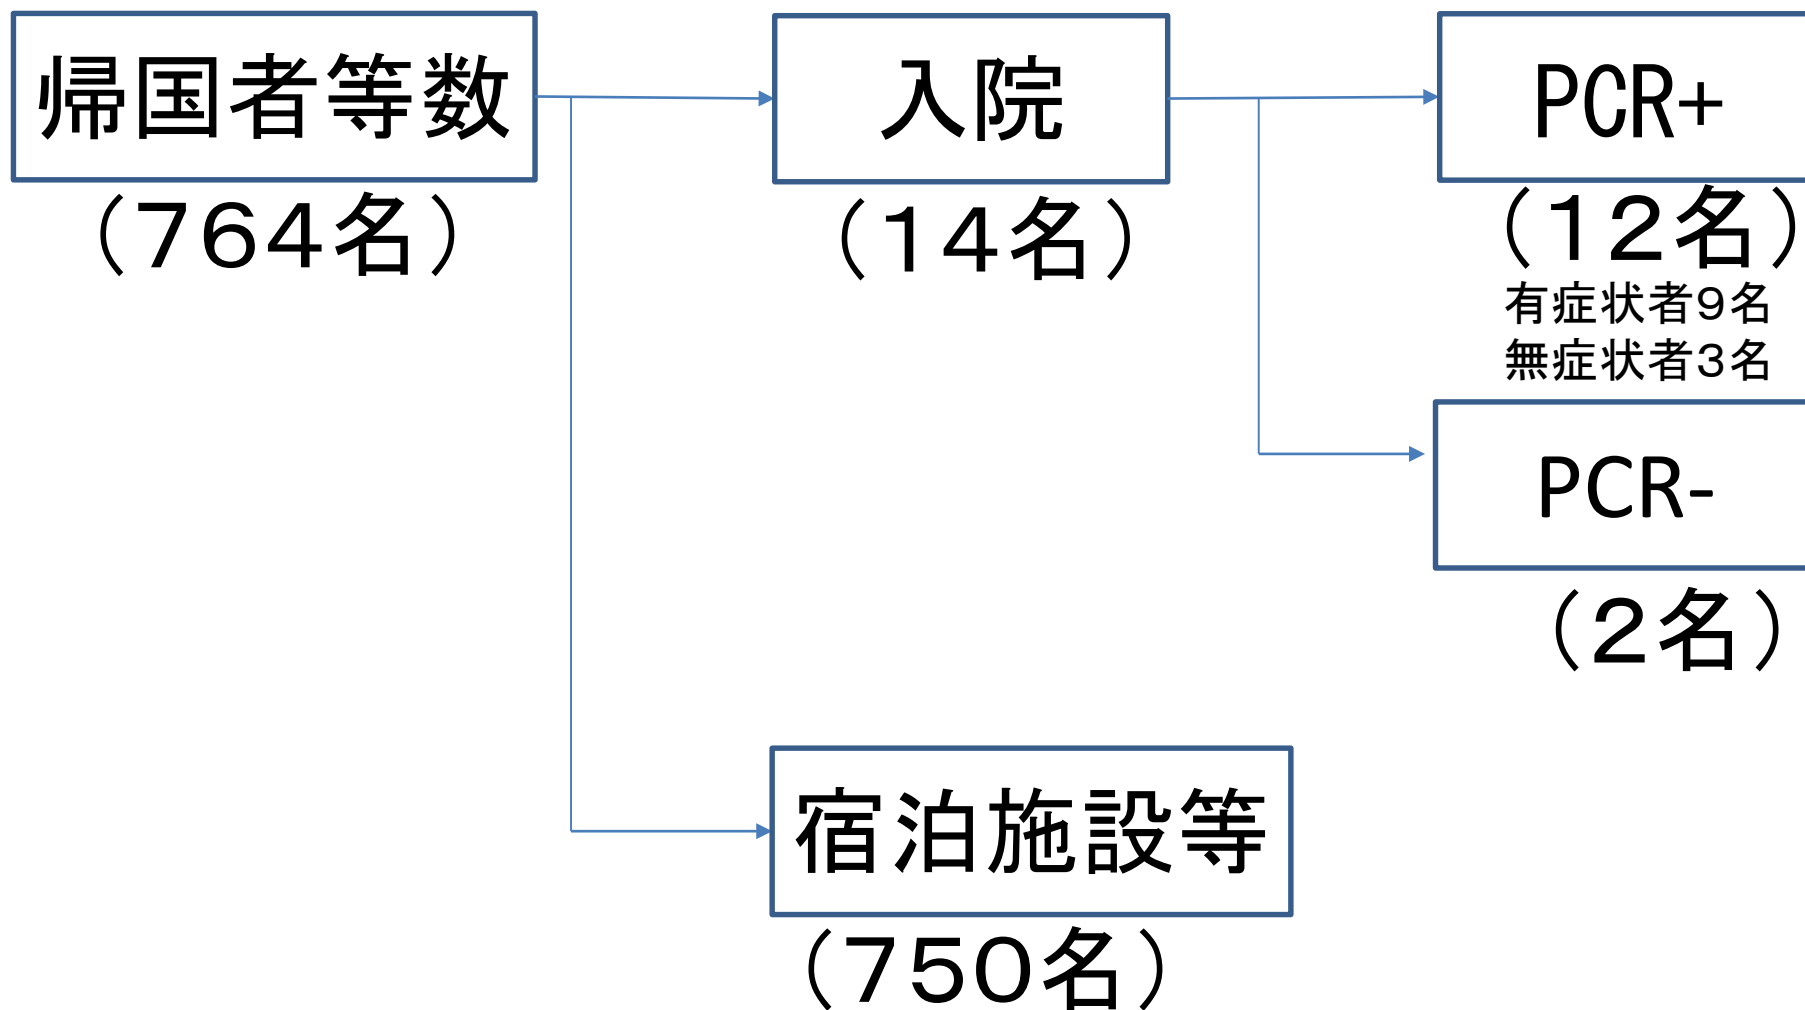 帰国者等数
（７６４名）
入院
（１４名）
PCR+
（１２名）
有症状者９名
無症状者３名
PCR-
（２名）
宿泊施設等
（７５０名）